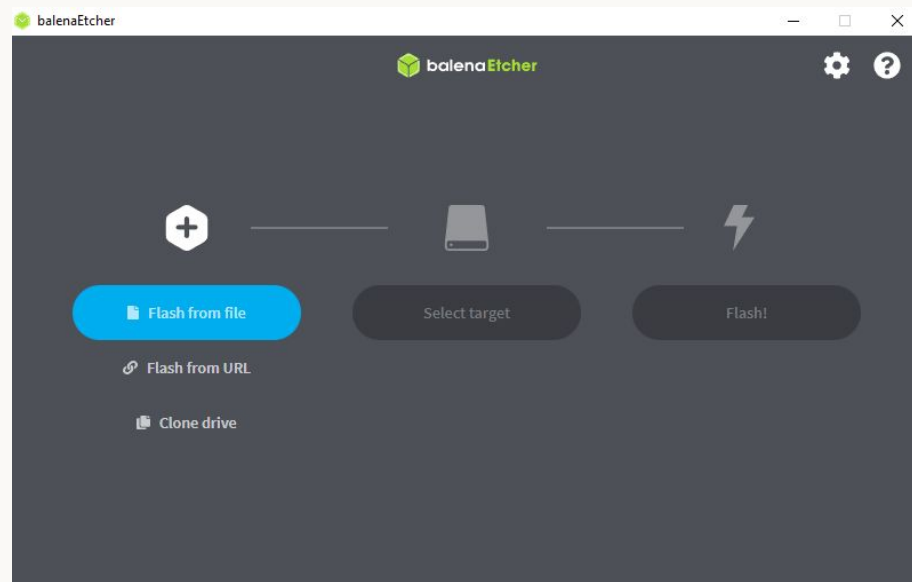 balenaEtcher
balenaEtcher
Flash from file
Select target
Flash!
Flash from URL
Clone drive